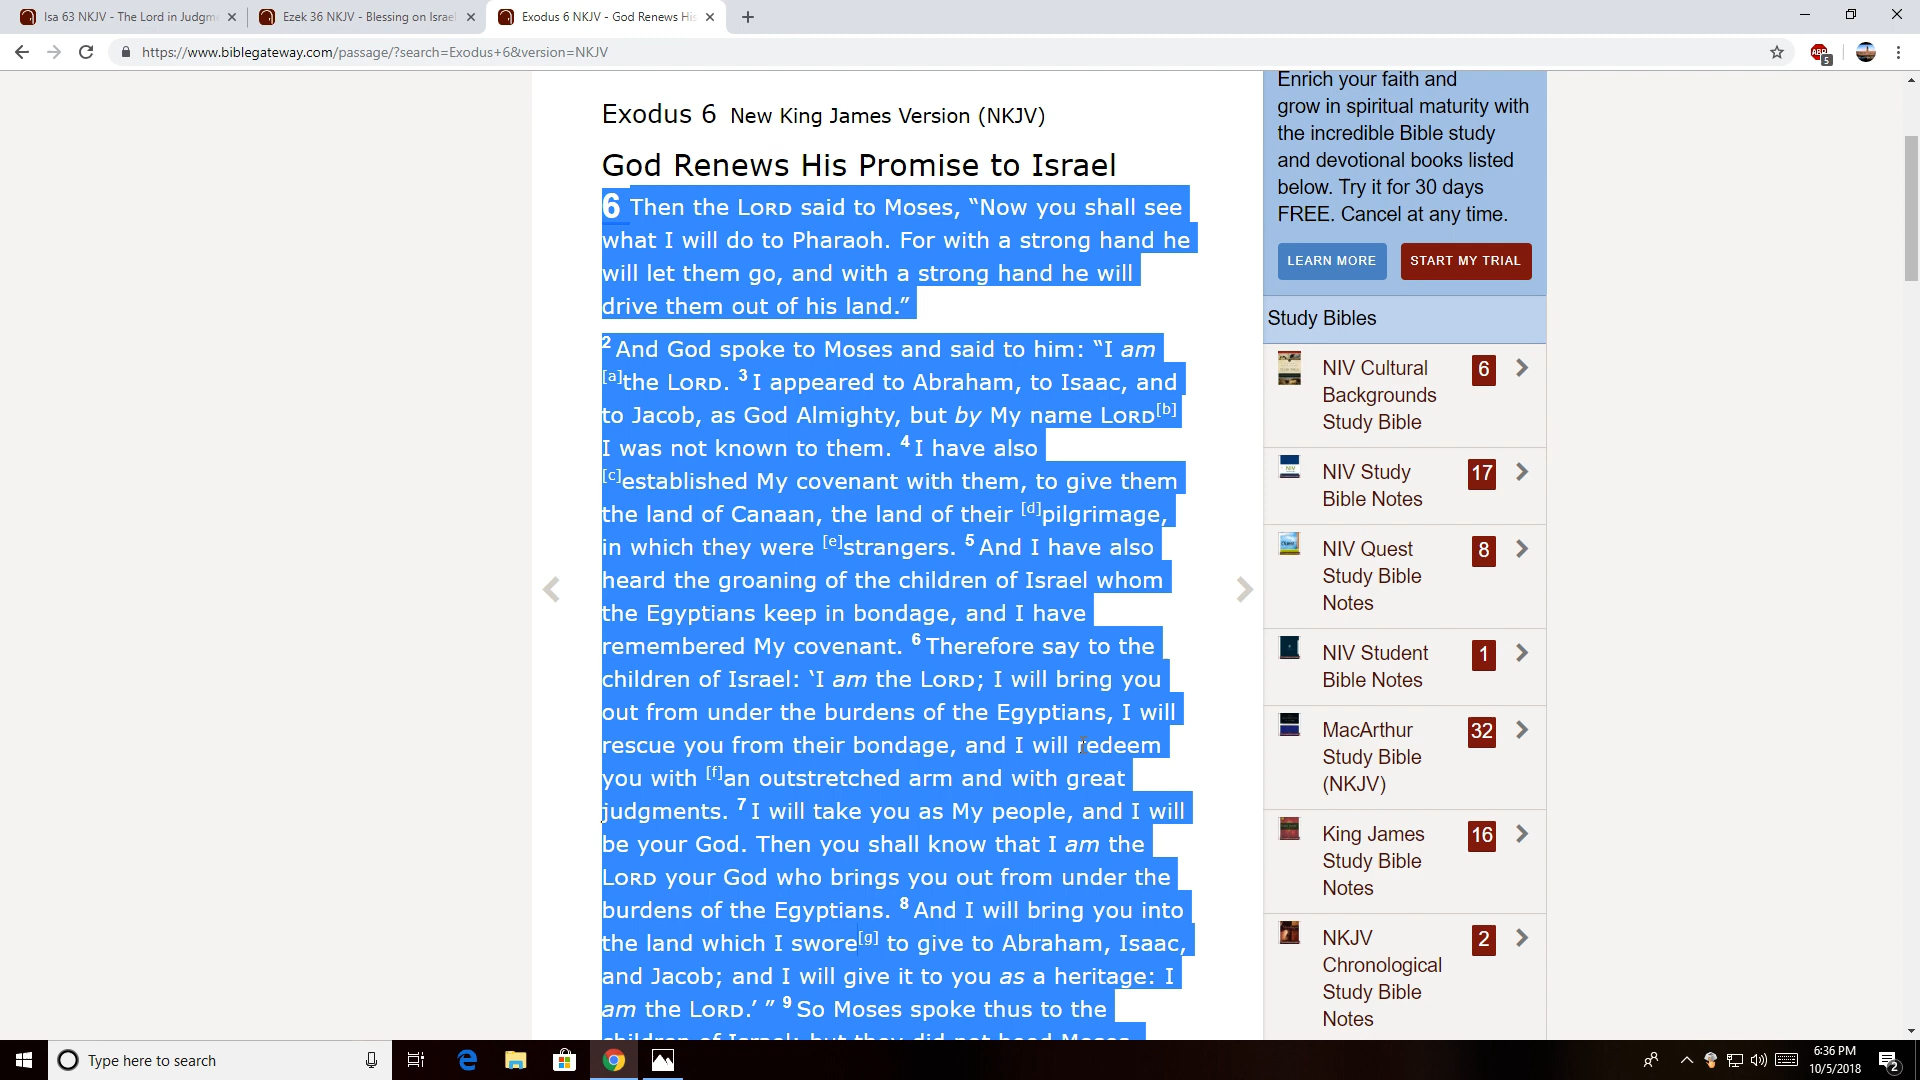 Isa 63 NKJV - The Lord in Judgm
Ezek 36 NKJV - Blessing on Israel
Exodus 6 NKJV - God Renews His
https://www.biblegateway.com/passage/?search=Exodus+6&version=NKJV
ABP
5
Exodus 6 New King James Version (NKJV)
God Renews His Promise to Israel
6 Then the LORD said to Moses, “Now you shall see
what I will do to Pharaoh. For with a strong hand he
will let them go, and with a strong hand he will
drive them out of his land.”
2 And God spoke to Moses and said to him: “I am
[a]the LORD. 3 I appeared to Abraham, to Isaac, and
to Jacob, as God Almighty, but by My name LORD[b]
I was not known to them. 4 I have also
[c]established My covenant with them, to give them
the land of Canaan, the land of their [d]pilgrimage,
in which they were [e]strangers. 5 And I have also
heard the groaning of the children of Israel whom
the Egyptians keep in bondage, and I have
remembered My covenant. 6 Therefore say to the
children of Israel: ‘I am the LORD; I will bring you
out from under the burdens of the Egyptians, I will
rescue you from their bondage, and I will redeem
you with [f]an outstretched arm and with great
judgments. 7 I will take you as My people, and I will
be your God. Then you shall know that I am the
LORD your God who brings you out from under the
burdens of the Egyptians. 8 And I will bring you into
the land which I swore[g] to give to Abraham, Isaac,
and Jacob; and I will give it to you as a heritage: I
am the LORD.’ ” 9 So Moses spoke thus to the
children of Israel; but they did not heed Moses,
Enrich your faith and
grow in spiritual maturity with
the incredible Bible study
and devotional books listed
below. Try it for 30 days
FREE. Cancel at any time.
LEARN MORE
START MY TRIAL
Study Bibles
NIV Cultural 6
Backgrounds
Study Bible
NIV Study 17
Bible Notes
NIV Quest 8
Study Bible
Notes
NIV Student 1
Bible Notes
MacArthur 32
Study Bible
(NKJV)
King James 16
Study Bible
Notes
NKJV 2
Chronological
Study Bible
Notes
Type here to search
6:36 PM
10/5/2018
2